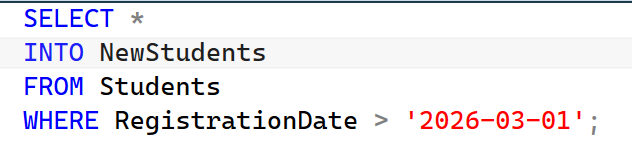 SELECT *
INTO NewStudents
FROM Students
WHERE RegistrationDate > '2026-03-01';